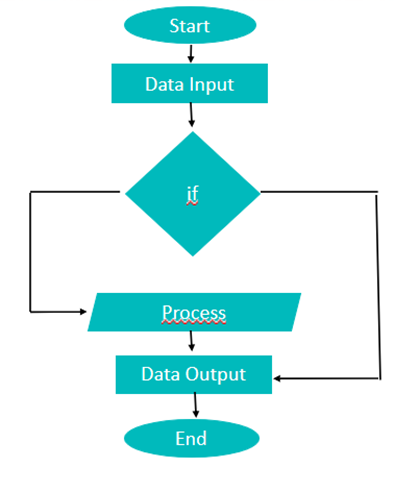 Start
Data Input
if
Process
Data Output
End